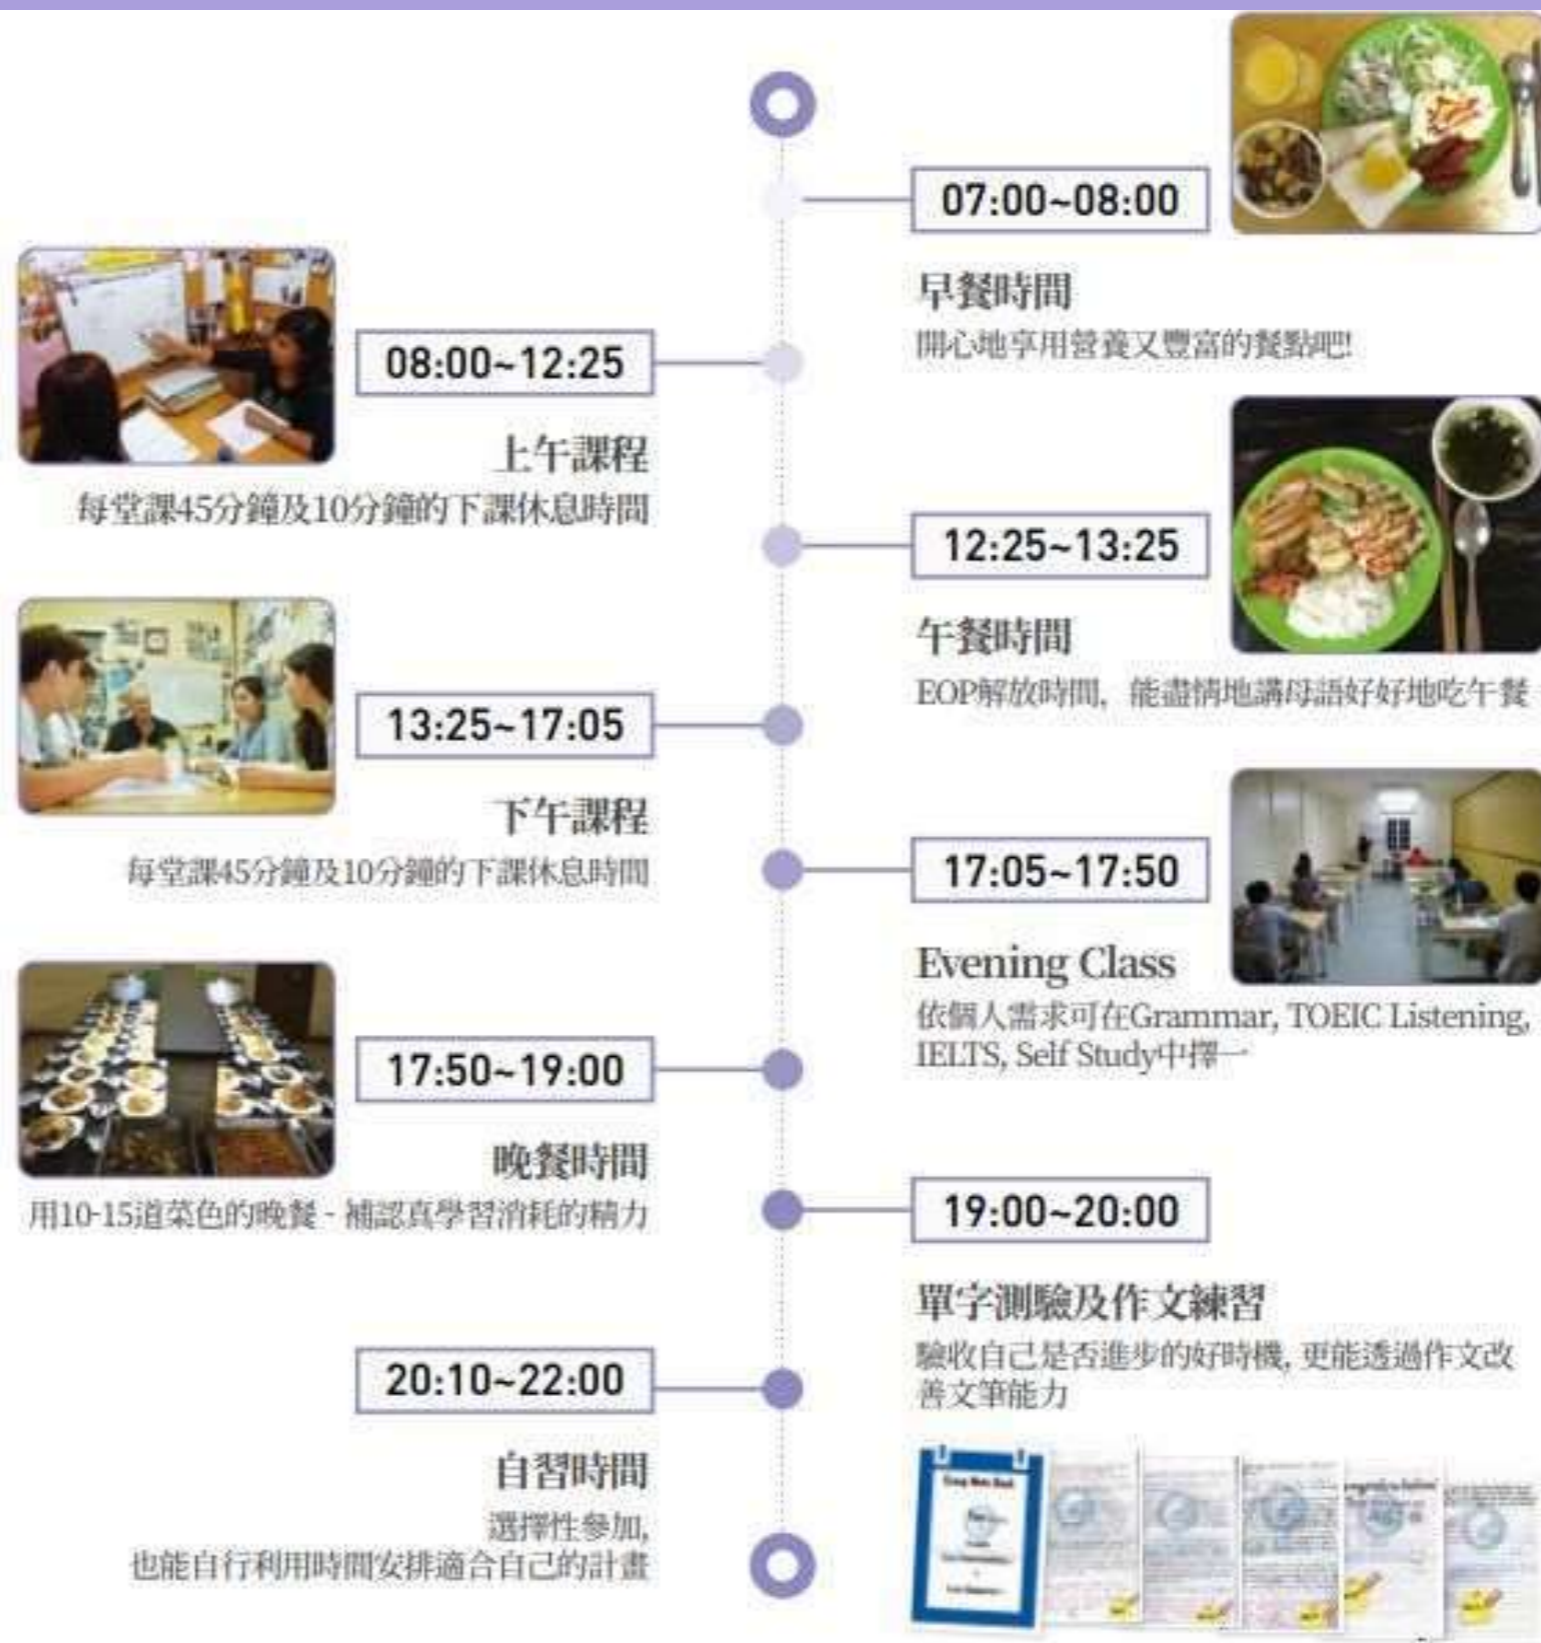 07:00~08:00
早餐時間
開心地享用營養又豐富的餐點吧!
08:00~12:25
上午課程
每堂課45分鐘及10分鐘的下課休息時間
12:25~13:25
午餐時間
EOP解放時間, 能盡情地講母語好好地吃午餐
13:25~17:05
下午課程
每堂課45分鐘及10分鐘的下課休息時間
17:05~17:50
Evening Class
依個人需求可在Grammar, TOEIC Listening,
IELTS, Self Study中擇一
17:50~19:00
晚餐時間
用10-15道菜色的晚餐 - 補認真學習消耗的精力
19:00~20:00
單字測驗及作文練習
驗收自己是否進步的好時機, 更能透過作文改
善文筆能力
20:10~22:00
自習時間
選擇性參加,
也能自行利用時間安排適合自己的計畫